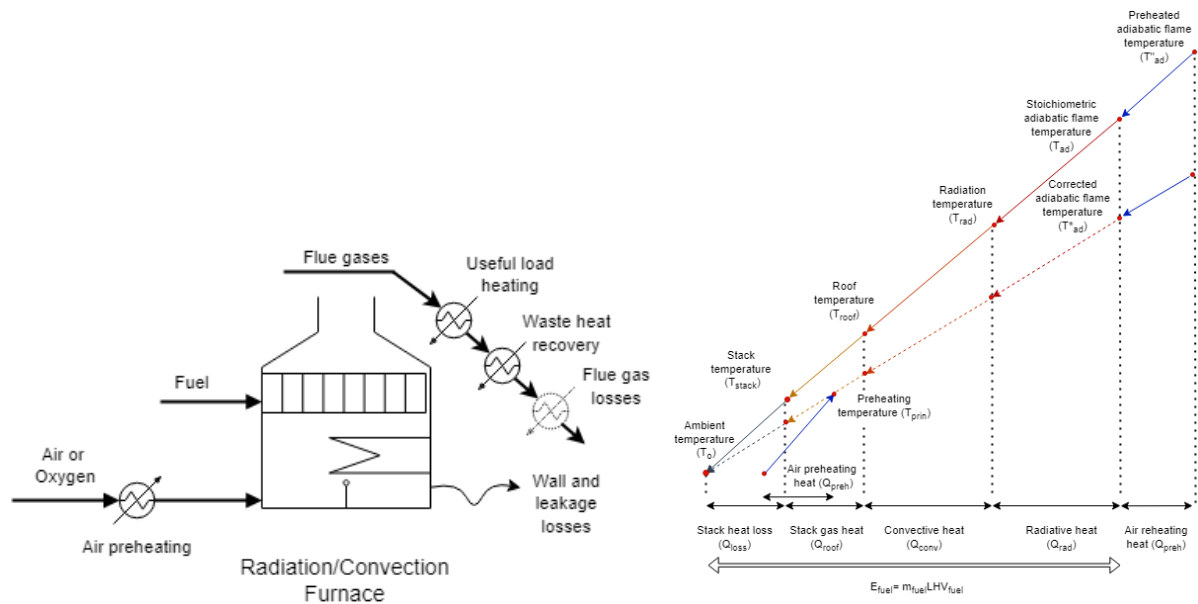 Flue gases
Useful load
heating
Waste heat
recovery
Flue gas
losses
Fuel
Air or
Oxygen
Air preheating
Wall and
leakage
losses
Radiation/Convection
Furnace
Preheated
adiabatic flame
temperature
(T"ad)
Stoichiometric
adiabatic flame
temperature
(Tad)
Corrected
adiabatic flame
temperature
(T*ad)
Radiation
temperature
(Trad)
Roof
temperature
(Troof)
Stack
temperature
(Tstack)
Preheating
temperature (Tprin)
Ambient
temperature
(To)
Air preheating
heat (Qpreh)
Stack heat loss
(Qloss)
Stack gas heat
(Qroof)
Convective heat
(Qconv)
Radiative heat
(Qrad)
Air reheating
heat (Qpreh)
Efuel= mfuelLHVfuel